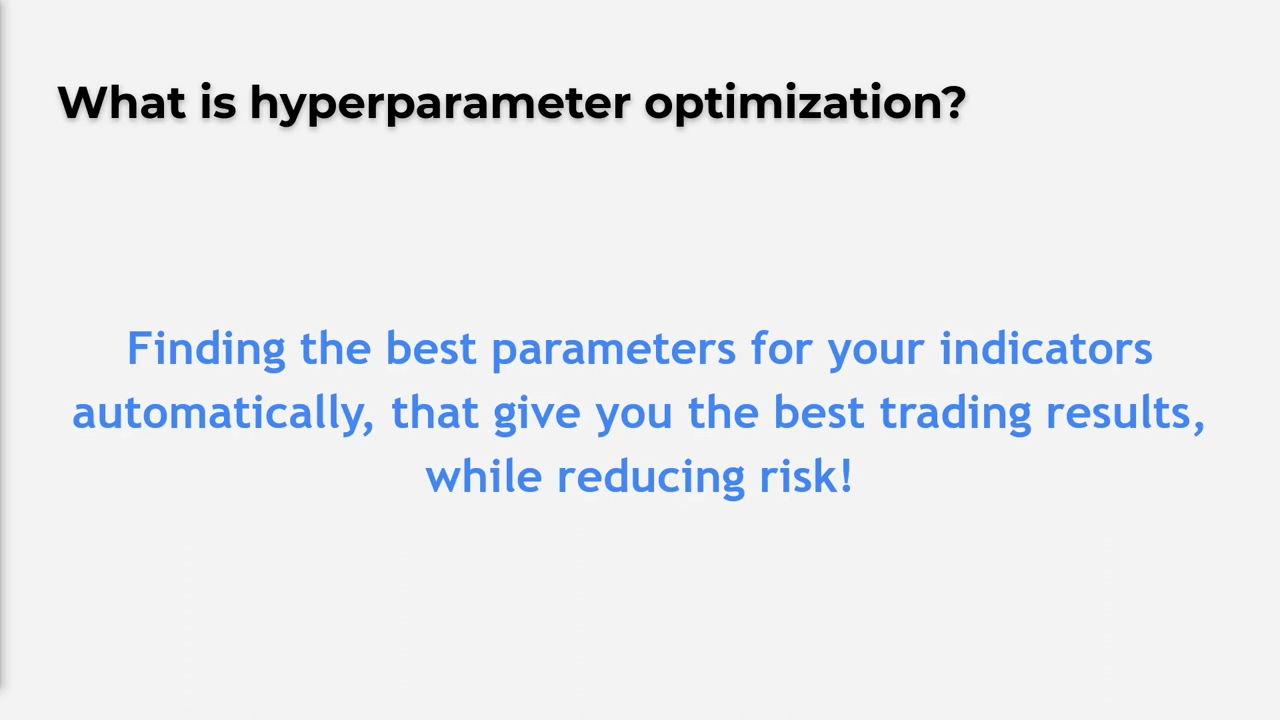 What is hyperparameter optimization?
Finding the best parameters for your indicators
automatically, that give you the best trading results,
while reducing risk!